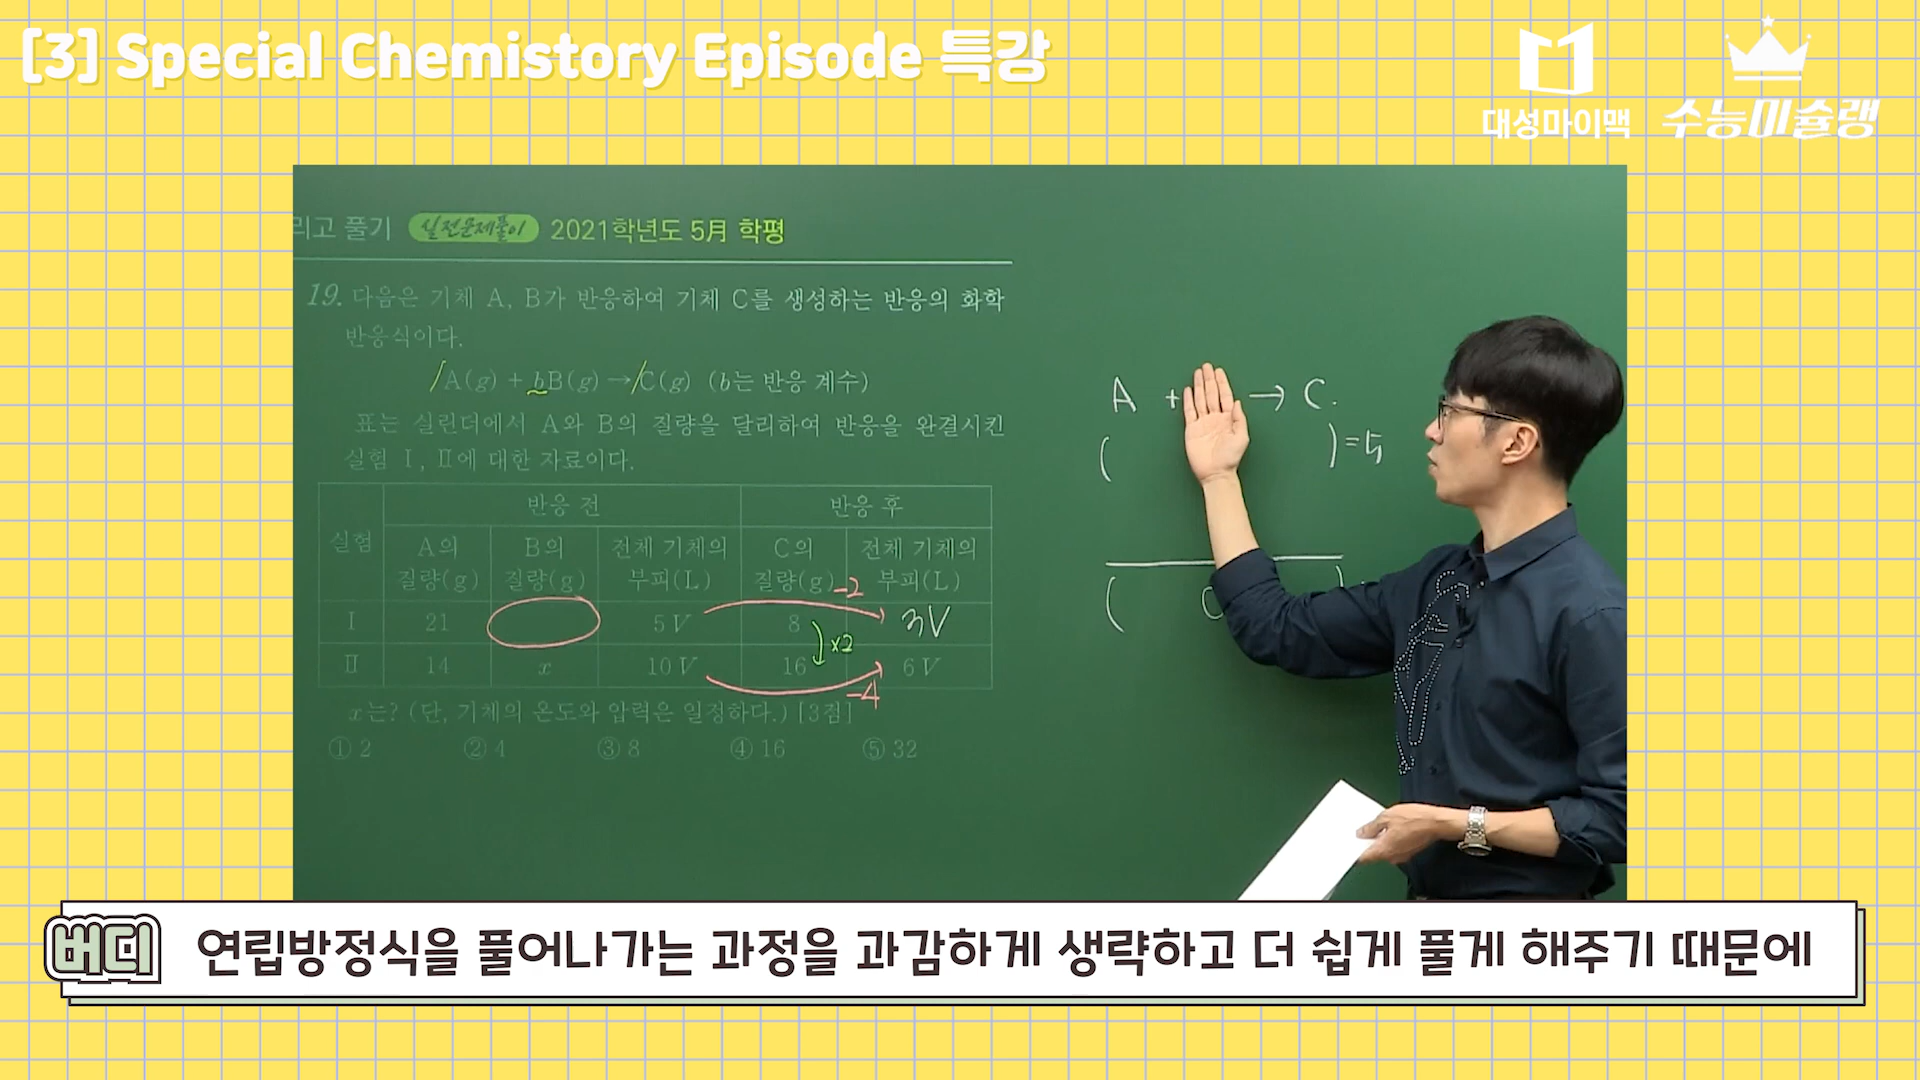 [3] Special Chemistory Episode 특강
대성마이맥
수능미슐랭
리고 풀기 실전문제풀이 2021학년도 5月 학평
19. 다음은 기체 A, B가 반응하여 기체 C를 생성하는 반응의 화학
반응식이다.
A(g) + bB(g) → C(g) (b는 반응 계수)
표는 실린더에서 A와 B의 질량을 달리하여 반응을 완결시킨
실험 Ⅰ, Ⅱ에 대한 자료이다.
실험 반응 전 반응 후
A의 질량(g) B의 질량(g) 전체 기체의 부피(L) C의 질량(g) 전체 기체의 부피(L)
Ⅰ 21 5V 8 3V
Ⅱ 14 x 10V 16 6V
-2
×2
-4
x는? (단, 기체의 온도와 압력은 일정하다.) [3점]
① 2 ② 4 ③ 8 ④ 16 ⑤ 32
A + → C.
( ) = 5
(
버디
연립방정식을 풀어나가는 과정을 과감하게 생략하고 더 쉽게 풀게 해주기 때문에